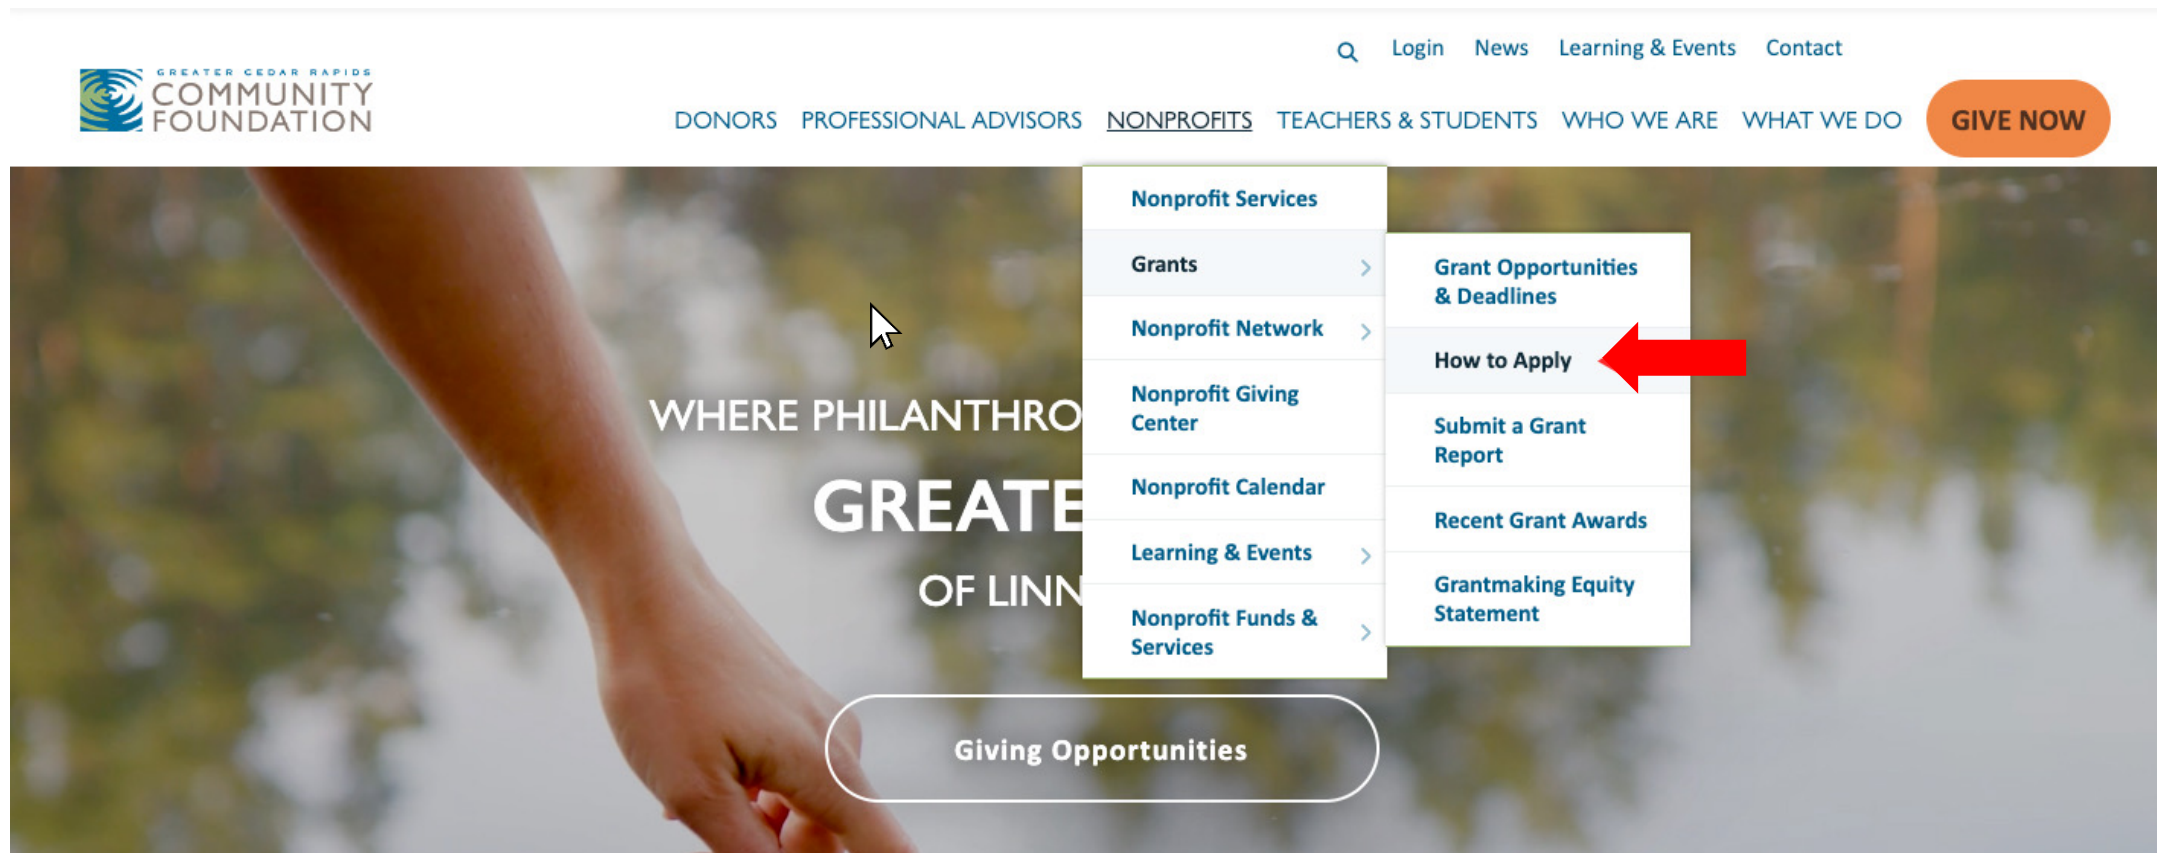 Login News Learning & Events Contact
GREATER CEDAR RAPIDS
COMMUNITY
FOUNDATION
DONORS PROFESSIONAL ADVISORS NONPROFITS TEACHERS & STUDENTS WHO WE ARE WHAT WE DO GIVE NOW
Nonprofit Services
Grants
Nonprofit Network
Nonprofit Giving
Center
Nonprofit Calendar
Learning & Events
Nonprofit Funds &
Services
Grant Opportunities
& Deadlines
How to Apply
Submit a Grant
Report
Recent Grant Awards
Grantmaking Equity
Statement
WHERE PHILANTHRO
GREATE
OF LINN
Giving Opportunities